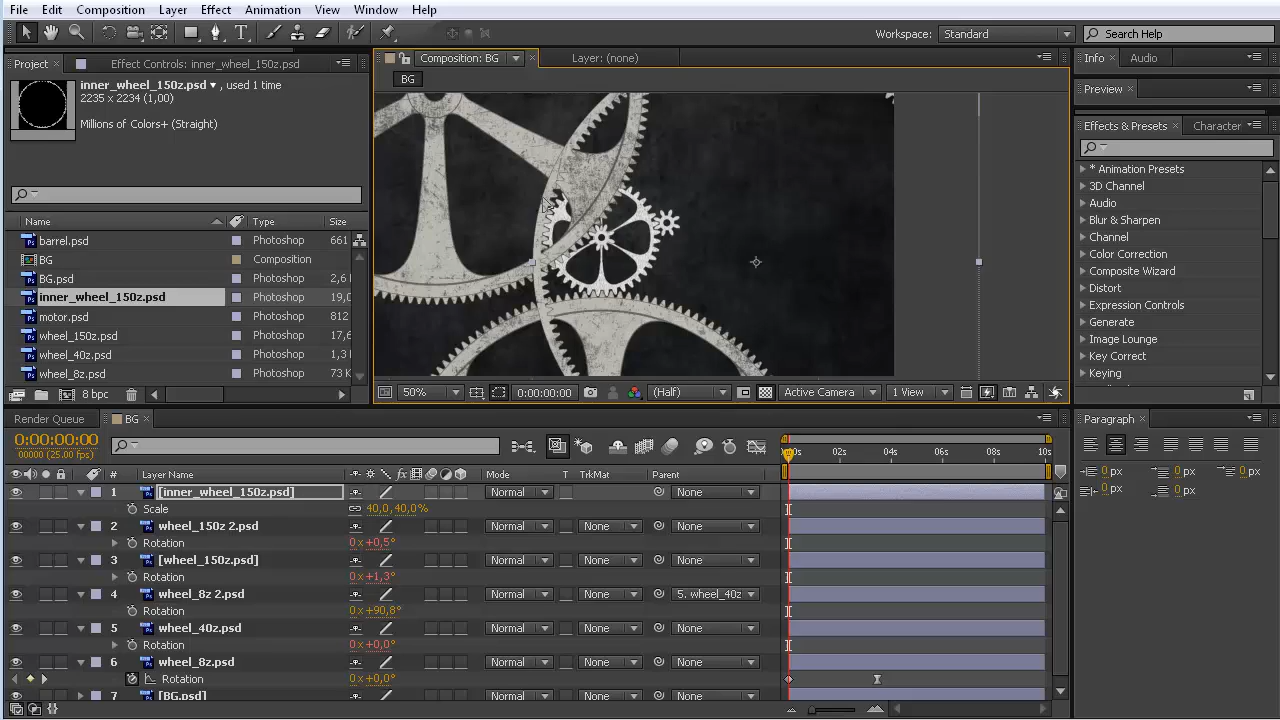 File Edit Composition Layer Effect Animation View Window Help
Workspace: Standard Search Help
Project Effect Controls: inner_wheel_150z.psd
Composition: BG Layer: (none)
Info Audio
BG
inner_wheel_150z.psd , used 1 time
2235 x 2234 (1,00)
Millions of Colors+ (Straight)
Preview
Effects & Presets Character
* Animation Presets
3D Channel
Audio
Blur & Sharpen
Channel
Color Correction
Composite Wizard
Distort
Expression Controls
Generate
Image Lounge
Key Correct
Keying
Name Type Size
barrel.psd Photoshop 661
BG Composition
BG.psd Photoshop 2,6
inner_wheel_150z.psd Photoshop 19,0
motor.psd Photoshop 812
wheel_150z.psd Photoshop 17,6
wheel_40z.psd Photoshop 1,3
wheel_8z.psd Photoshop 73 K
8 bpc
50% 0:00:00:00 (Half) Active Camera 1 View
Render Queue BG
Paragraph
0:00:00:00
00000 (25.00 fps)
02s 04s 06s 08s 10s
# Layer Name Mode T TrkMat Parent
1 [inner_wheel_150z.psd] Normal None
Scale 40,0,40,0%
2 wheel_150z 2.psd Normal None None
Rotation 0x+0,5°
3 [wheel_150z.psd] Normal None None
Rotation 0x+1,3°
4 wheel_8z 2.psd Normal None 5. wheel_40z
Rotation 0x+90,8°
5 wheel_40z.psd Normal None None
Rotation 0x+0,0°
6 wheel_8z.psd Normal None None
Rotation 0x+0,0°
7 [BG.psd] Normal None None
0 px 0 px 0 px
0 px 0 px